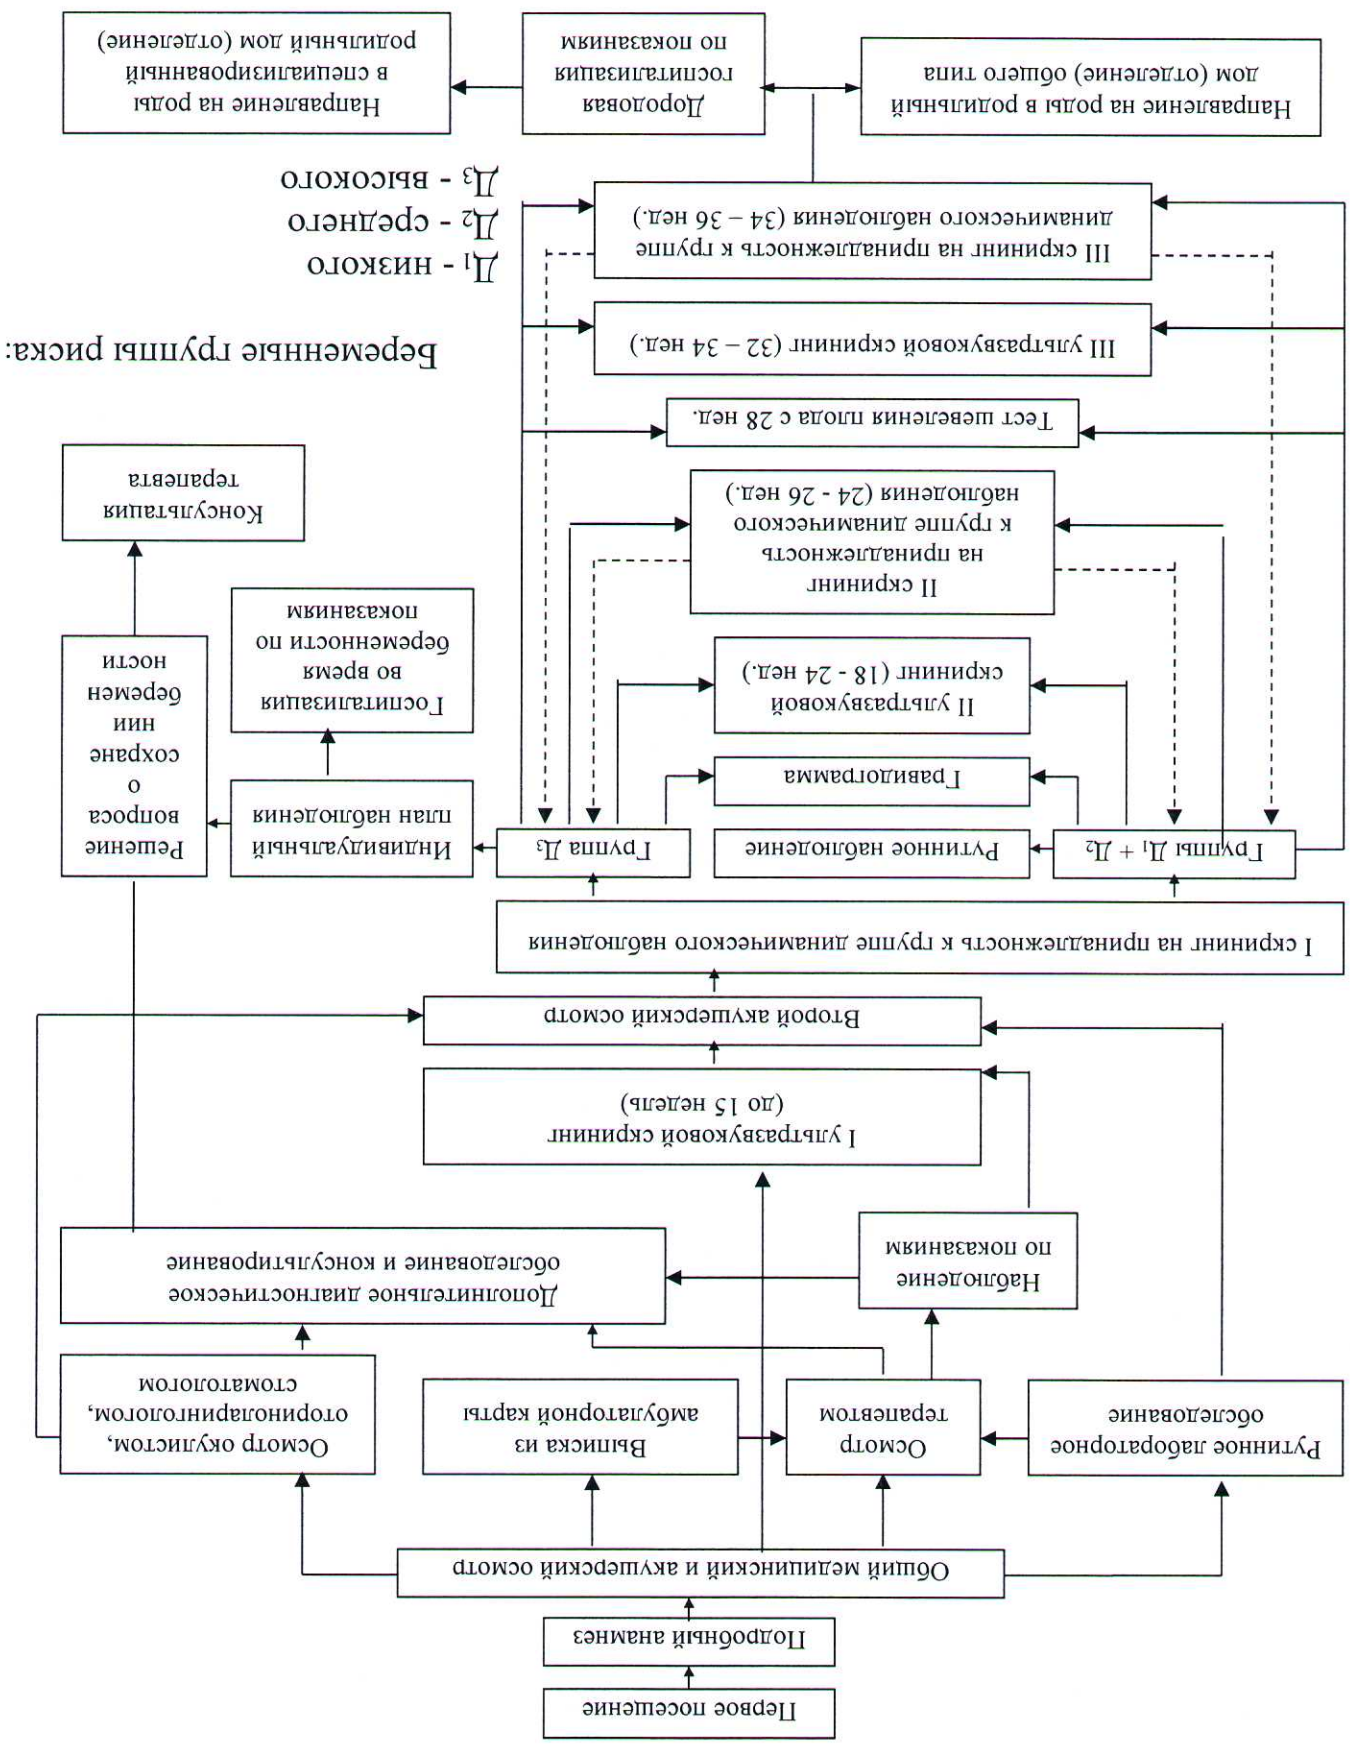 Первое посещение
Подробный анамнез
Общий медицинский и акушерский осмотр
Рутинное лабораторное
обследование
Осмотр
терапевтом
Выписка из
амбулаторной карты
Осмотр окулистом,
оториноларингологом,
стоматологом
Наблюдение
по показаниям
Дополнительное диагностическое
обследование и консультирование
I ультразвуковой скрининг
(до 15 недель)
Второй акушерский осмотр
I скрининг на принадлежность к группе динамического наблюдения
Группы Д₁ + Д₂
Рутинное наблюдение
Группа Д₃
Индивидуальный
план наблюдения
Решение
вопроса
о
сохране
нии
беремен
ности
Гравидограмма
II ультразвуковой
скрининг (18 - 24 нед.)
Госпитализация
во время
беременности по
показаниям
II скрининг
на принадлежность
к группе динамического
наблюдения (24 - 26 нед.)
Консультация
терапевта
Тест шевеления плода с 28 нед.
III ультразвуковой скрининг (32 – 34 нед.)
Беременные группы риска:
III скрининг на принадлежность к группе
динамического наблюдения (34 – 36 нед.)
Д₁ - низкого
Д₂ - среднего
Д₃ - высокого
Направление на роды в родильный
дом (отделение) общего типа
Дородовая
госпитализация
по показаниям
Направление на роды
в специализированный
родильный дом (отделение)